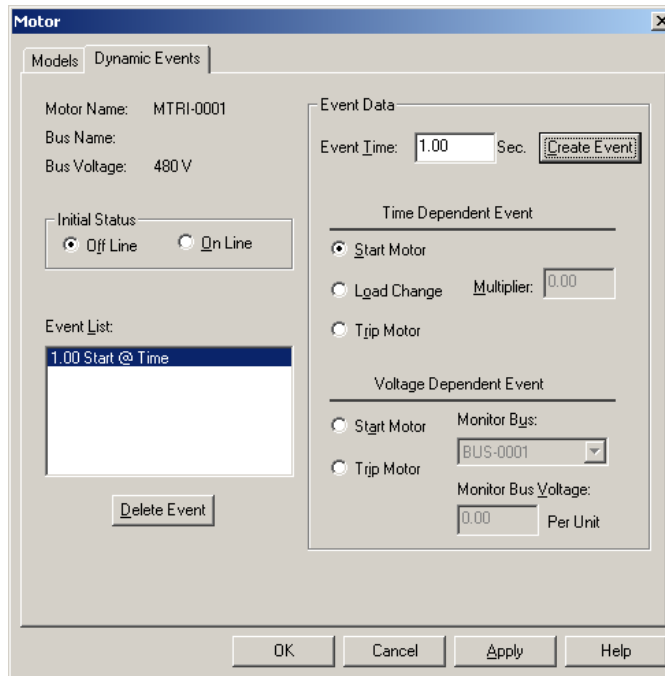 Motor
Models
Dynamic Events
Motor Name: MTRI-0001
Bus Name:
Bus Voltage: 480 V
Initial Status
Off Line
On Line
Event List:
1.00 Start @ Time
Delete Event
Event Data
Event Time: 1.00 Sec. Create Event
Time Dependent Event
Start Motor
Load Change Multiplier: 0.00
Trip Motor
Voltage Dependent Event
Start Motor
Trip Motor
Monitor Bus:
BUS-0001
Monitor Bus Voltage:
0.00 Per Unit
OK Cancel Apply Help